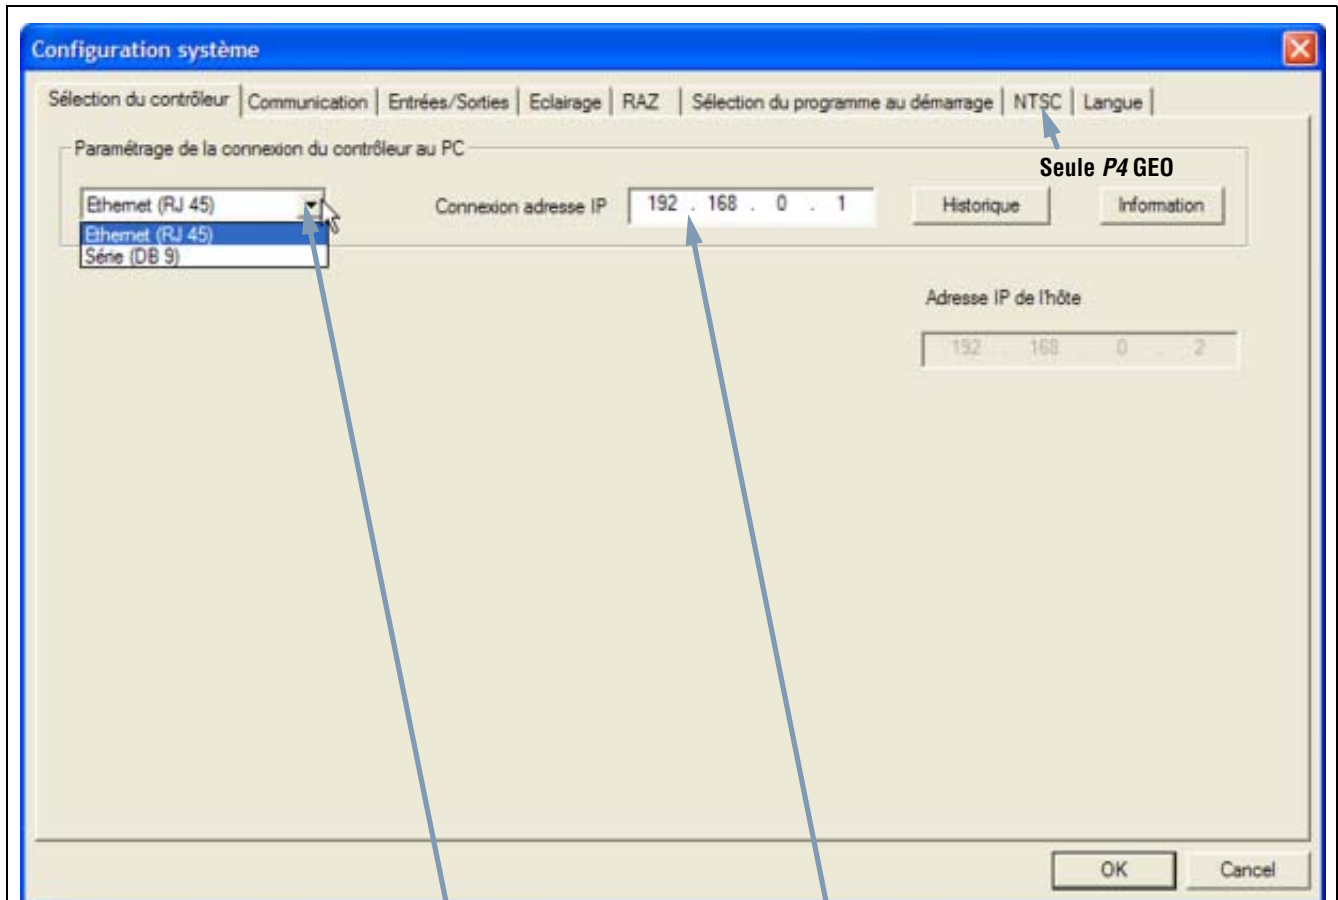 Configuration système
Sélection du contrôleur Communication Entrées/Sorties Eclairage RAZ Sélection du programme au démarrage NTSC Langue
Paramétrage de la connexion du contrôleur au PC
Seule P4 GEO
Ethernet (RJ 45) Connexion adresse IP 192 . 168 . 0 . 1 Historique Information
Ethernet (RJ 45)
Série (DB 9)
Adresse IP de l'hôte
192 . 168 . 0 . 2
OK Cancel